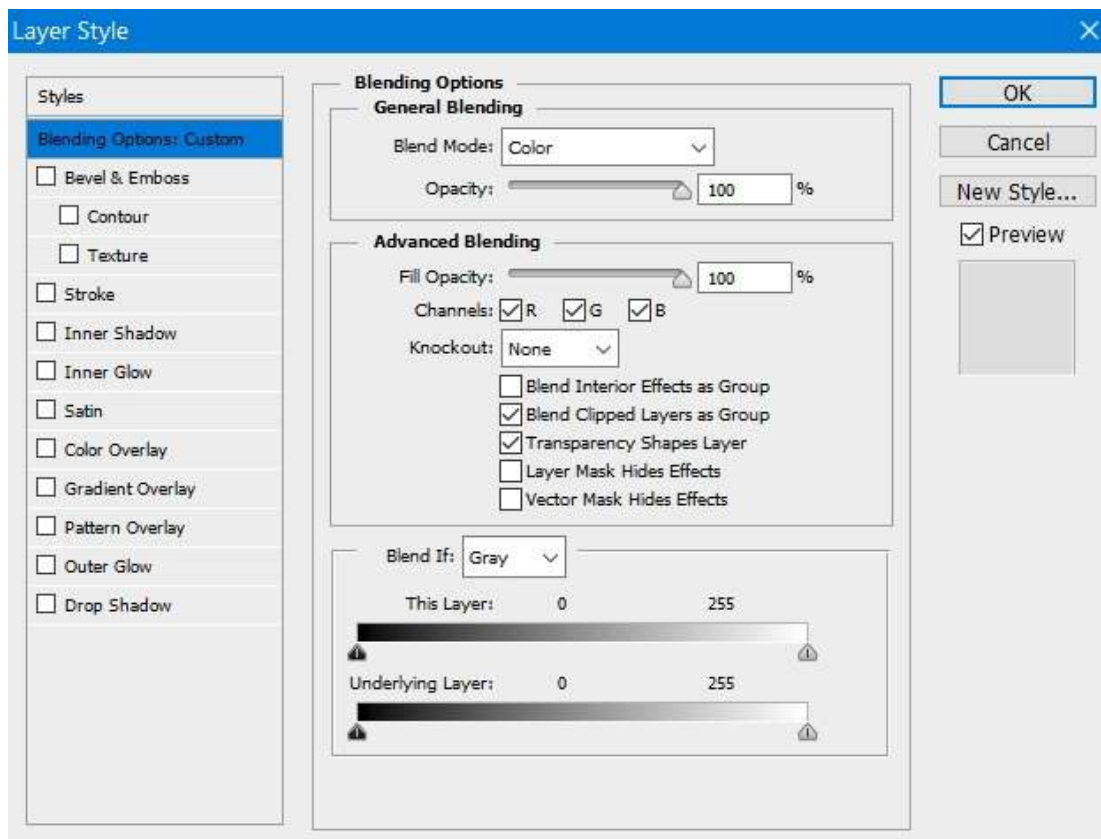 Layer Style
Styles
Blending Options: Custom
Bevel & Emboss
Contour
Texture
Stroke
Inner Shadow
Inner Glow
Satin
Color Overlay
Gradient Overlay
Pattern Overlay
Outer Glow
Drop Shadow
Blending Options
General Blending
Blend Mode: Color
Opacity: 100 %
Advanced Blending
Fill Opacity: 100 %
Channels: R G B
Knockout: None
Blend Interior Effects as Group
Blend Clipped Layers as Group
Transparency Shapes Layer
Layer Mask Hides Effects
Vector Mask Hides Effects
Blend If: Gray
This Layer: 0 255
Underlying Layer: 0 255
OK
Cancel
New Style...
Preview